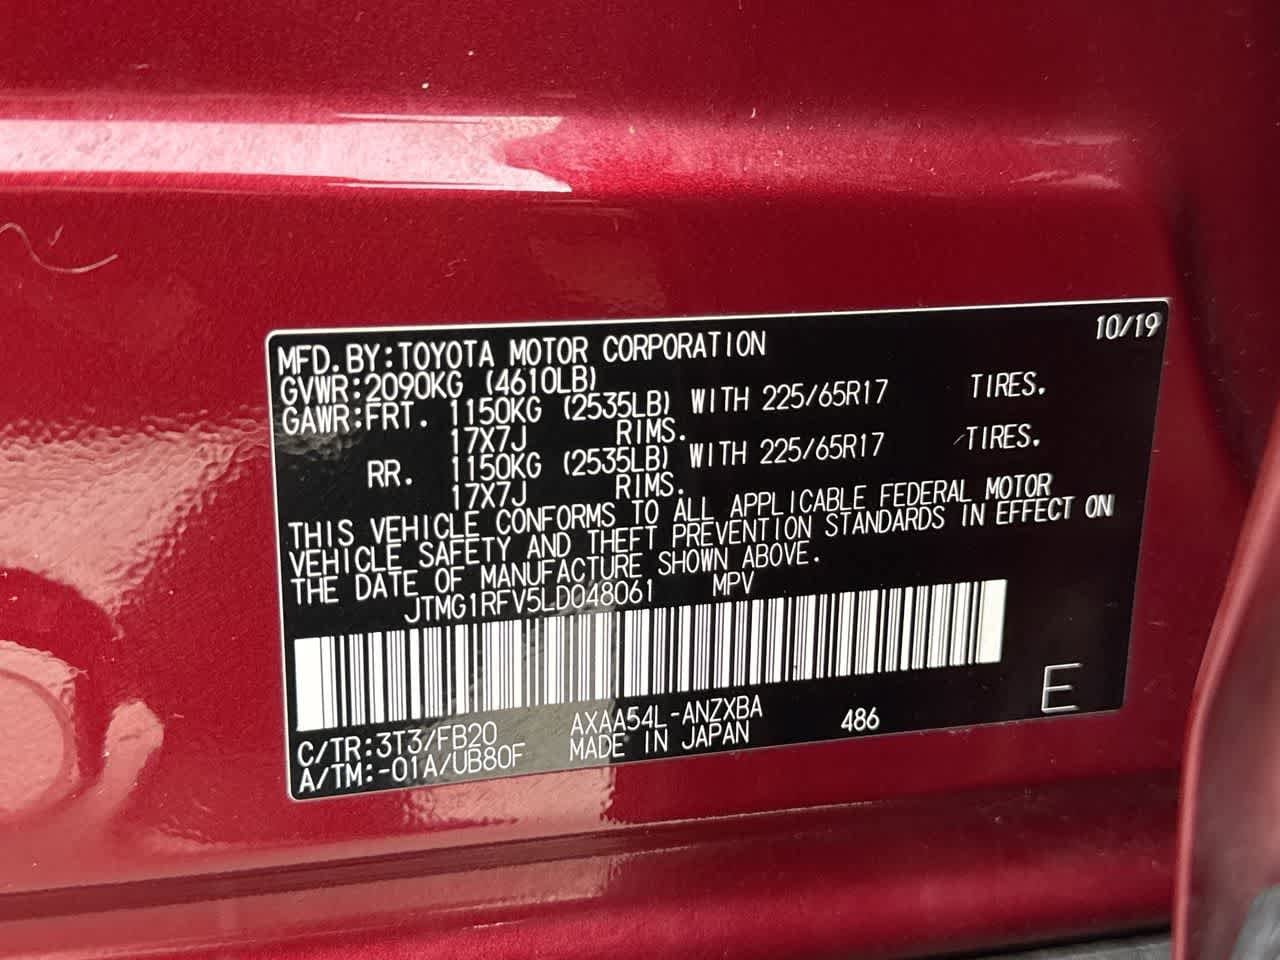 10/19
MFD. BY: TOYOTA MOTOR CORPORATION
GVWR: 2090KG (4610LB)
GAWR: FRT. 1150KG (2535LB) WITH 225/65R17 TIRES.
17X7J RIMS.
RR. 1150KG (2535LB) WITH 225/65R17 TIRES.
17X7J RIMS.
THIS VEHICLE CONFORMS TO ALL APPLICABLE FEDERAL MOTOR
VEHICLE SAFETY AND THEFT PREVENTION STANDARDS IN EFFECT ON
THE DATE OF MANUFACTURE SHOWN ABOVE.
JTMG1RFV5LD048061 MPV
E
C/TR: 3T3/FB20 AXAA54L-ANZXBA 486
A/TM: -01A/UB80F MADE IN JAPAN